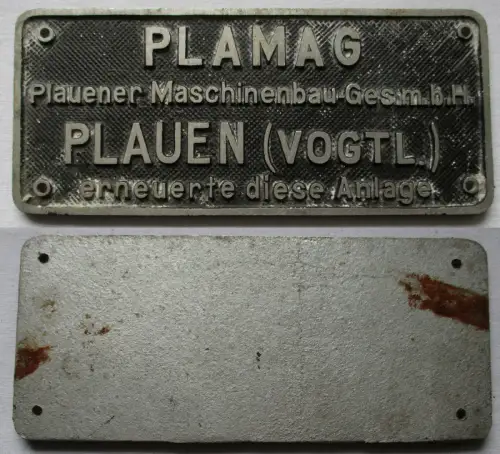 PLAMAG
Plauener Maschinenbau-Ges.m.b.H.
PLAUEN (VOGTL.)
erneuerte diese Anlage